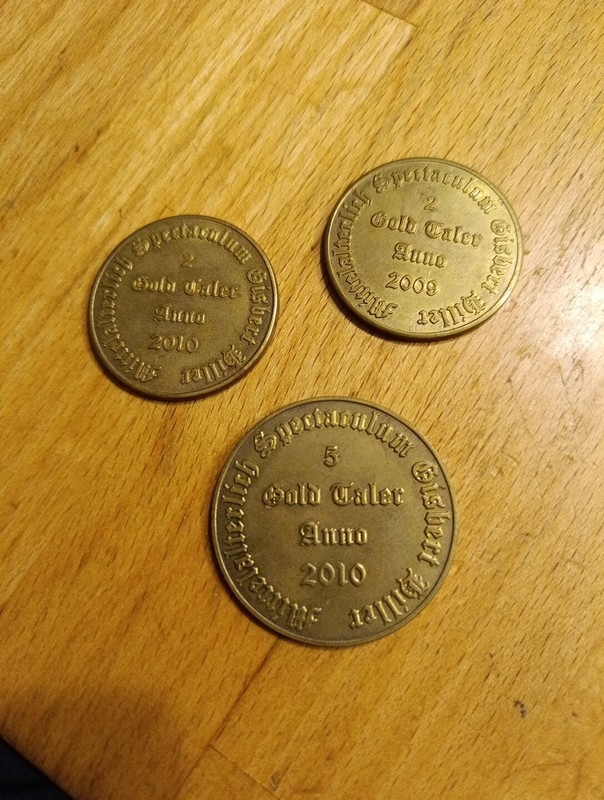 Mittelalterlich Spectaculum Gisbert Hiller
2
Gold Taler
Anno
2010
Mittelalterlich Spectaculum Gisbert Hiller
2
Gold Taler
Anno
2009
Mittelalterlich Spectaculum Gisbert Hiller
5
Gold Taler
Anno
2010